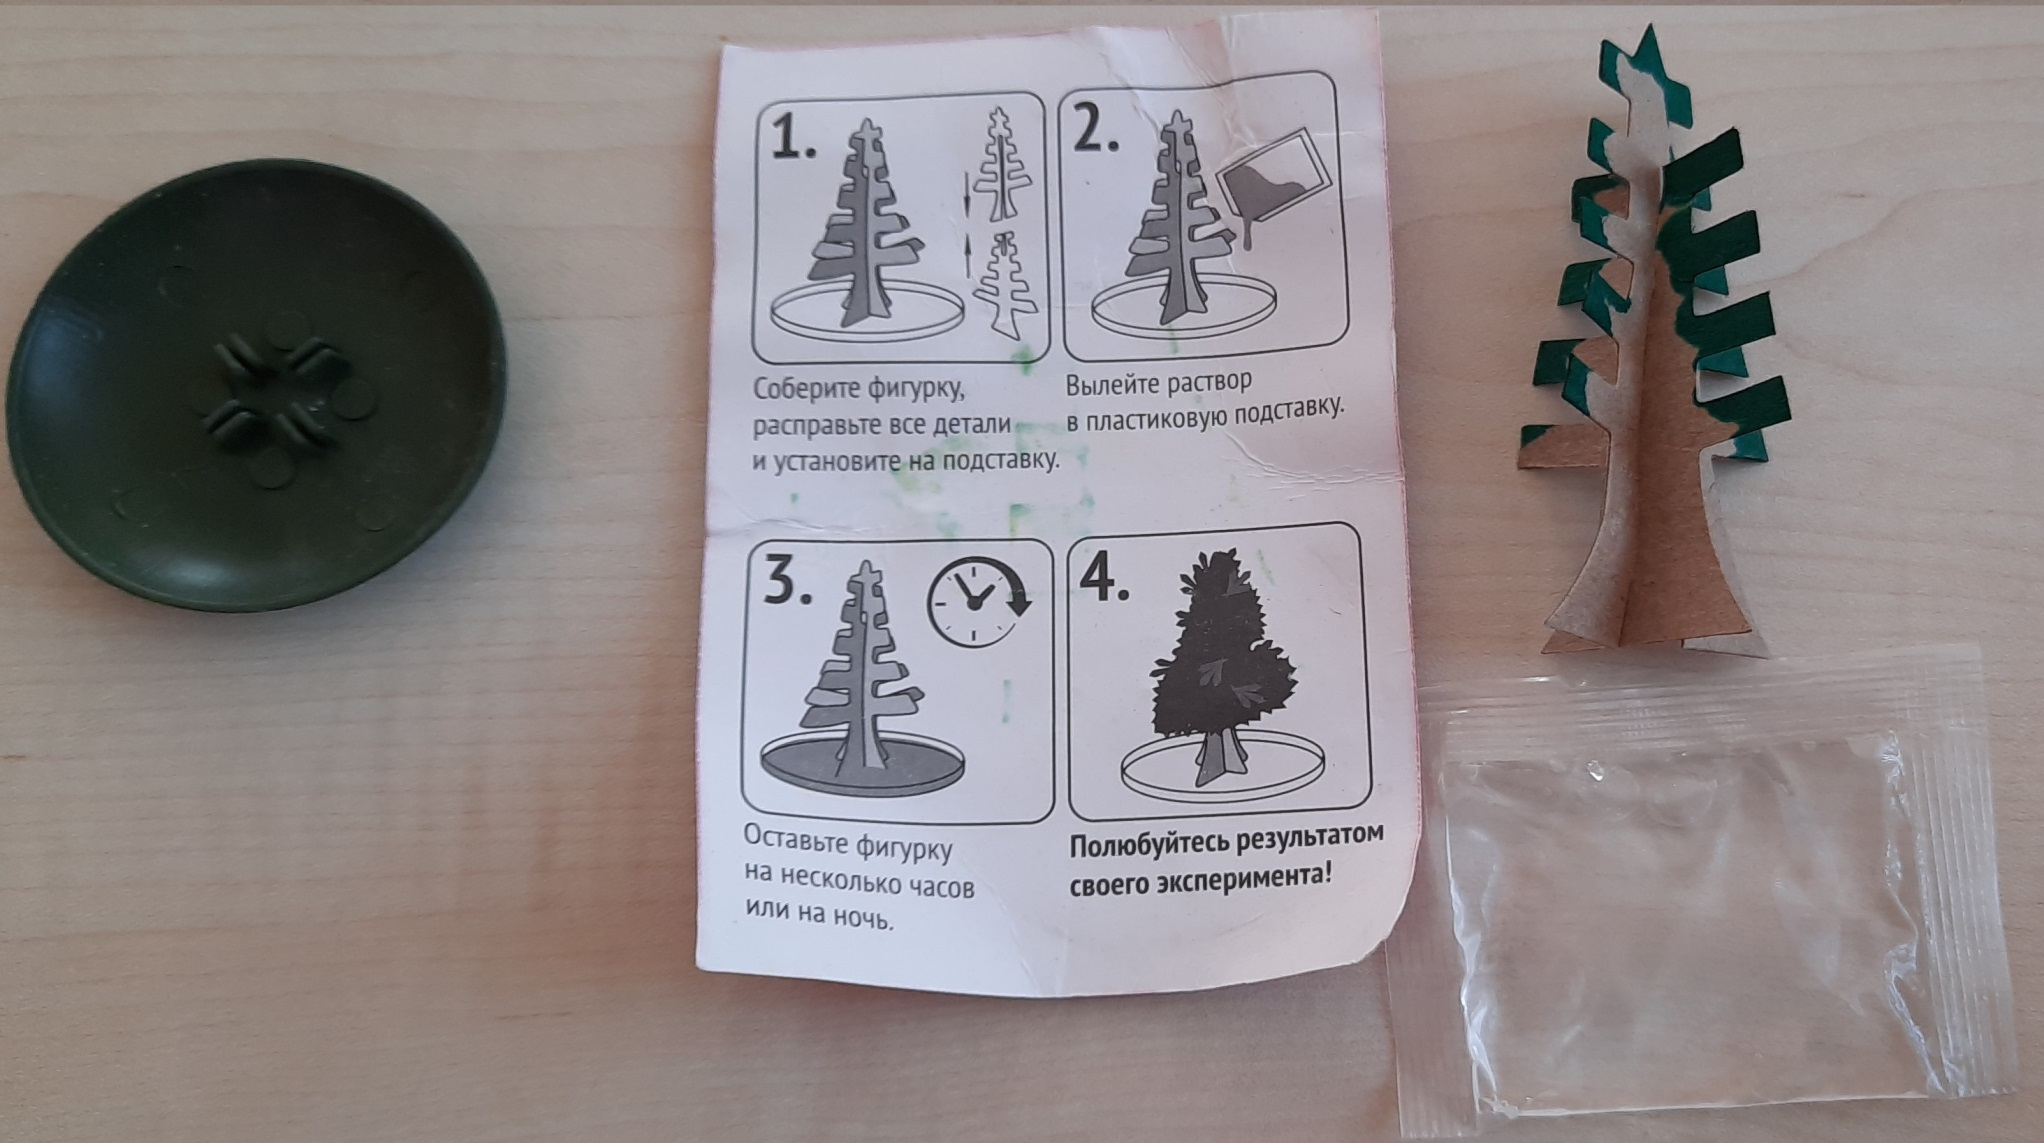 1.
Соберите фигурку,
расправьте все детали
и установите на подставку.
2.
Вылейте раствор
в пластиковую подставку.
3.
Оставьте фигурку
на несколько часов
или на ночь.
4.
Полюбуйтесь результатом
своего эксперимента!